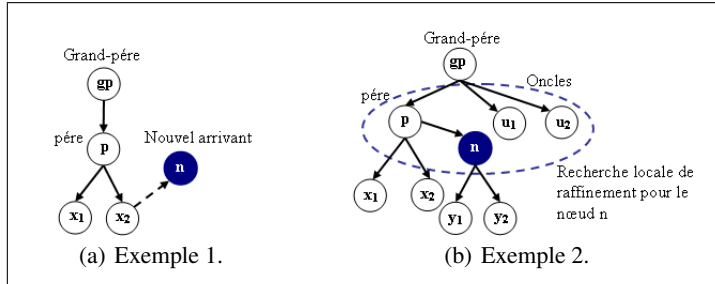 Grand-pére
gp
pére
p
Nouvel arrivant
n
x1
x2
(a) Exemple 1.
Grand-pére
gp
Oncles
pére
p
u1
u2
n
x1
x2
y1
y2
Recherche locale de
raffinement pour le
nœud n
(b) Exemple 2.